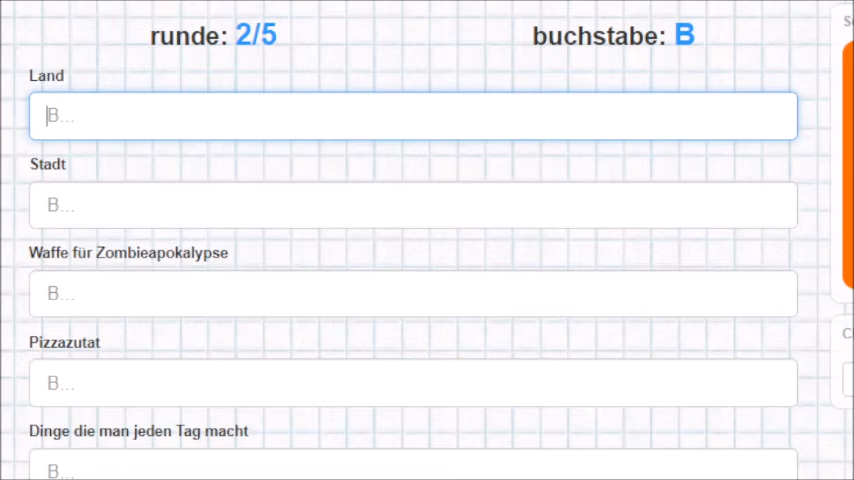 runde: 2/5
buchstabe: B
Land
B...
Stadt
B...
Waffe für Zombieapokalypse
B...
Pizzazutat
B...
Dinge die man jeden Tag macht
B...